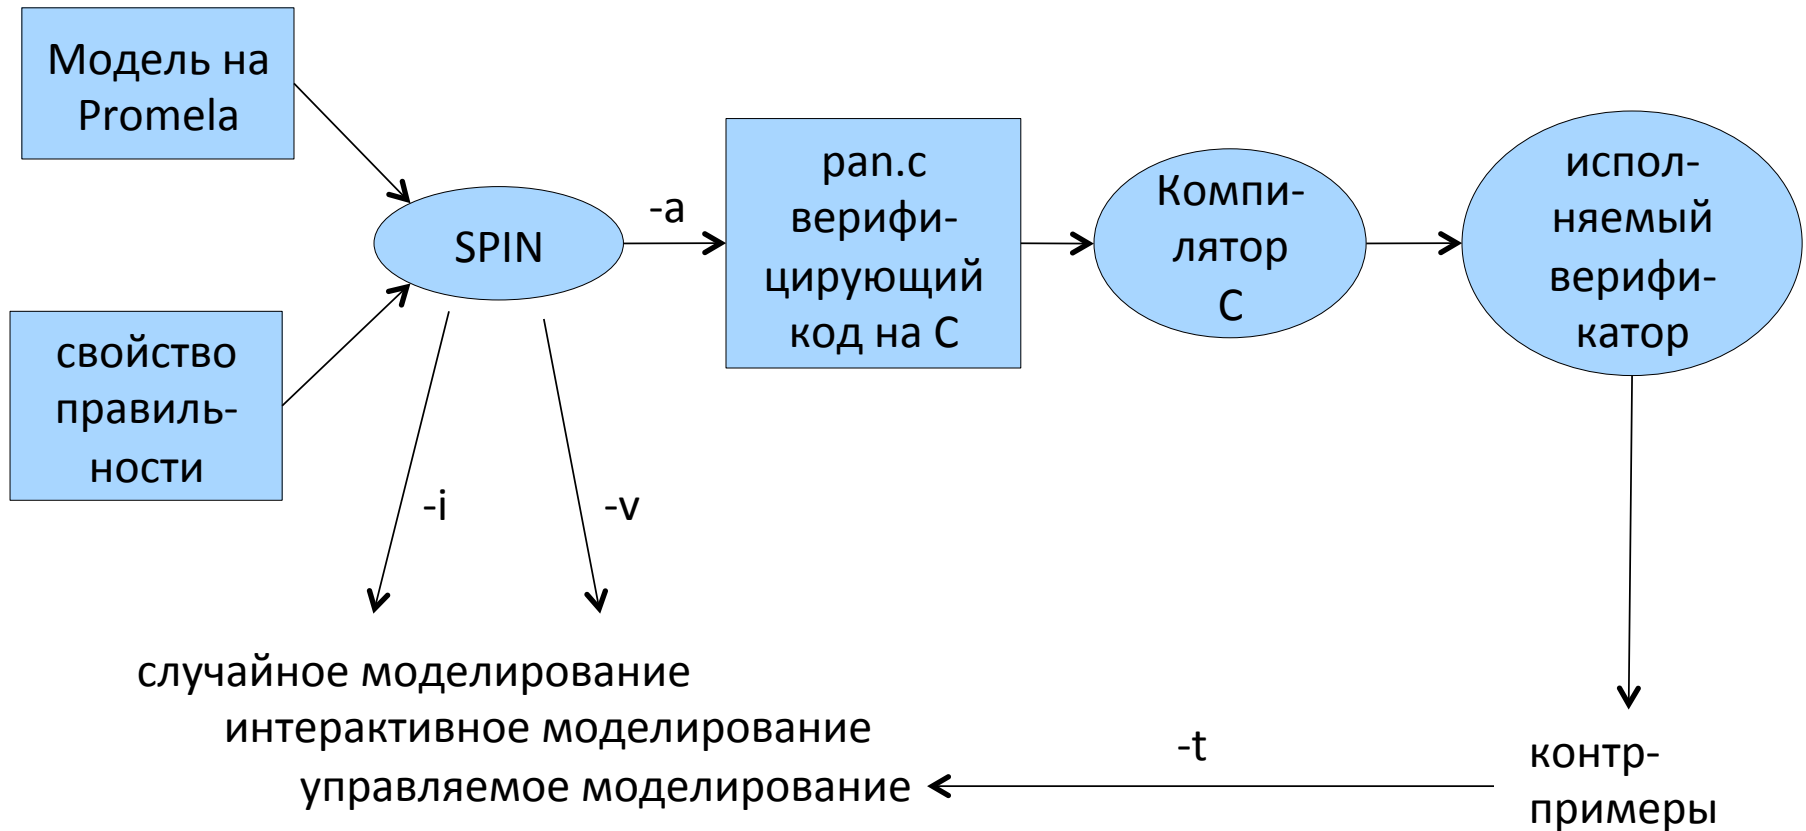 Модель на
Promela
свойство
правиль-
ности
SPIN
-a
pan.c
верифи-
цирующий
код на C
Компи-
лятор
C
испол-
няемый
верифи-
катор
-i
-v
случайное моделирование
интерактивное моделирование
управляемое моделирование
-t
контр-
примеры